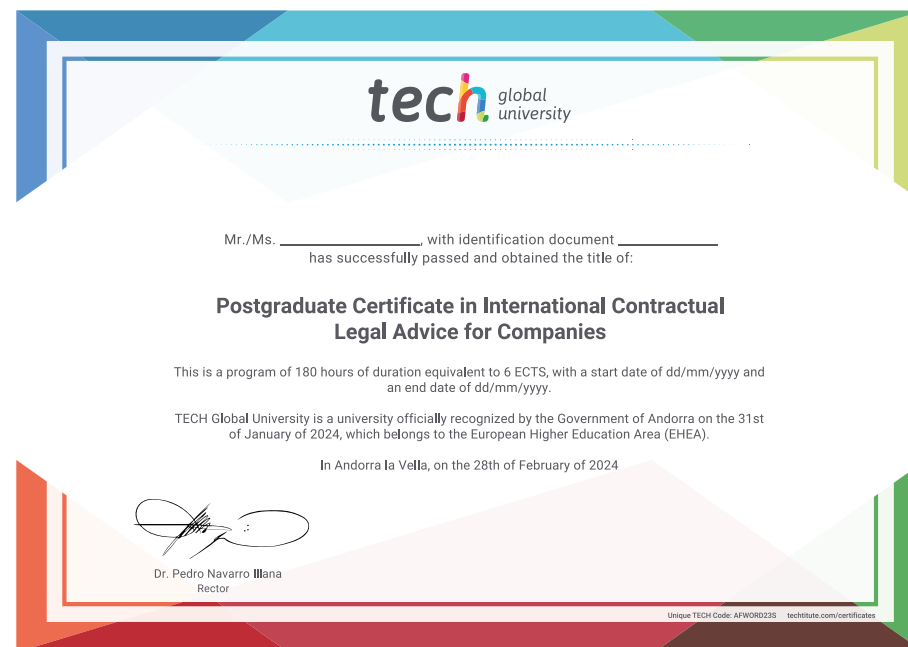 tech global university
Mr./Ms. ____________________, with identification document ______________
has successfully passed and obtained the title of:
Postgraduate Certificate in International Contractual
Legal Advice for Companies
This is a program of 180 hours of duration equivalent to 6 ECTS, with a start date of dd/mm/yyyy and
an end date of dd/mm/yyyy.
TECH Global University is a university officially recognized by the Government of Andorra on the 31st
of January of 2024, which belongs to the European Higher Education Area (EHEA).
In Andorra la Vella, on the 28th of February of 2024
Dr. Pedro Navarro Illana
Rector
Unique TECH Code: AFWORD23S techtitute.com/certificates